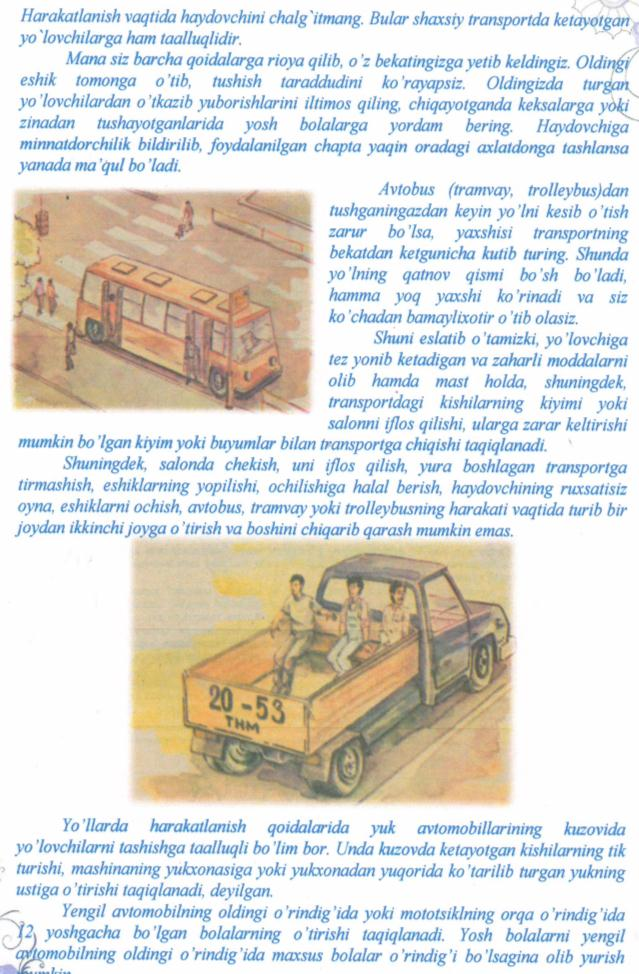 Harakatlanish vaqtida haydovchini chalg`itmang. Bular shaxsiy transportda ketayotgan
yo`lovchilarga ham taalluqlidir.
Mana siz barcha qoidalarga rioya qilib, o'z bekatingizga yetib keldingiz. Oldingi
eshik tomonga o'tib, tushish taraddudini ko'rayapsiz. Oldingizda turgan
yo'lovchilardan o'tkazib yuborishlarini iltimos qiling, chiqayotganda keksalarga yoki
zinadan tushayotganlarida yosh bolalarga yordam bering. Haydovchiga
minnatdorchilik bildirilib, foydalanilgan chapta yaqin oradagi axlatdonga tashlansa
yanada ma'qul bo'ladi.
Avtobus (tramvay, trolleybus)dan
tushganingazdan keyin yo'lni kesib o'tish
zarur bo'lsa, yaxshisi transportning
bekatdan ketgunicha kutib turing. Shunda
yo'lning qatnov qismi bo'sh bo'ladi,
hamma yoq yaxshi ko'rinadi va siz
ko'chadan bamaylixotir o'tib olasiz.
Shuni eslatib o'tamizki, yo'lovchiga
tez yonib ketadigan va zaharli moddalarni
olib hamda mast holda, shuningdek,
transportdagi kishilarning kiyimi yoki
salonni iflos qilishi, ularga zarar keltirishi
mumkin bo'lgan kiyim yoki buyumlar bilan transportga chiqishi taqiqlanadi.
Shuningdek, salonda chekish, uni iflos qilish, yura boshlagan transportga
tirmashish, eshiklarning yopilishi, ochilishiga halal berish, haydovchining ruxsatisiz
oyna, eshiklarni ochish, avtobus, tramvay yoki trolleybusning harakati vaqtida turib bir
joydan ikkinchi joyga o'tirish va boshini chiqarib qarash mumkin emas.
20-53
ТНМ
Yo'llarda harakatlanish qoidalarida yuk avtomobillarining kuzovida
yo'lovchilarni tashishga taalluqli bo'lim bor. Unda kuzovda ketayotgan kishilarning tik
turishi, mashinaning yukxonasiga yoki yukxonadan yuqorida ko'tarilib turgan yukning
ustiga o'tirishi taqiqlanadi, deyilgan.
Yengil avtomobilning oldingi o'rindig'ida yoki mototsiklning orqa o'rindig'ida
12 yoshgacha bo'lgan bolalarning o'tirishi taqiqlanadi. Yosh bolalarni yengil
avtomobilning oldingi o'rindig'ida maxsus bolalar o'rindig'i bo'lsagina olib yurish